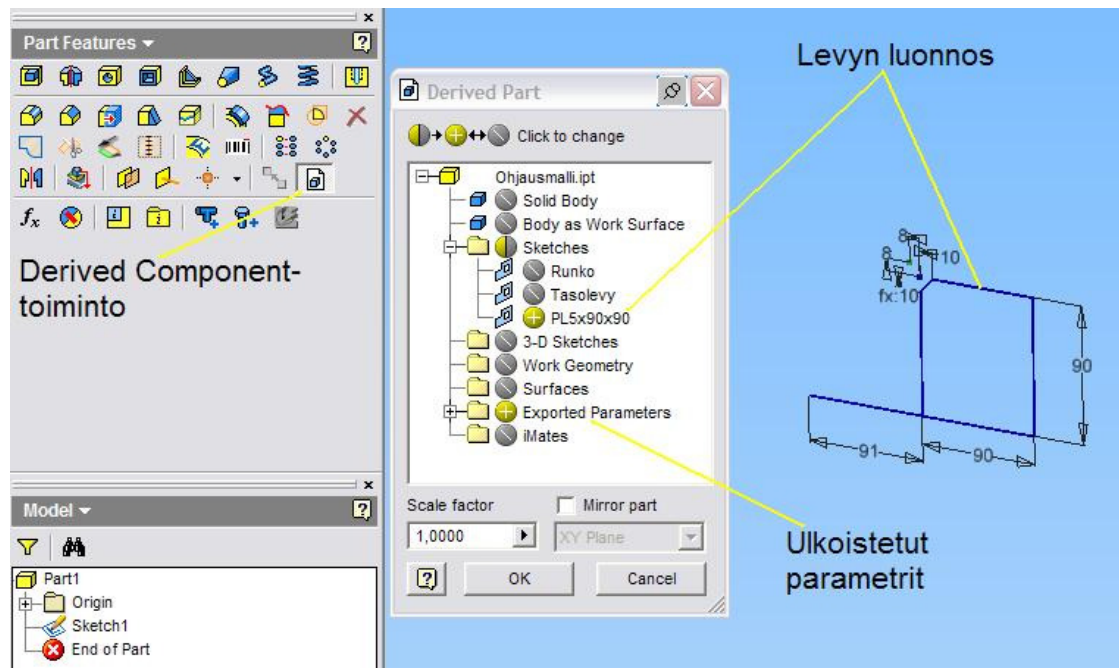 Part Features
Derived Component-
toiminto
Model
Part1
Origin
Sketch1
End of Part
Derived Part
Click to change
Ohjausmalli.ipt
Solid Body
Body as Work Surface
Sketches
Runko
Tasolevy
PL5x90x90
3-D Sketches
Work Geometry
Surfaces
Exported Parameters
iMates
Scale factor
Mirror part
1,0000
XY Plane
OK
Cancel
Levyn luonnos
8
8
10
fx:10
90
91
90
Ulkoistetut
parametrit